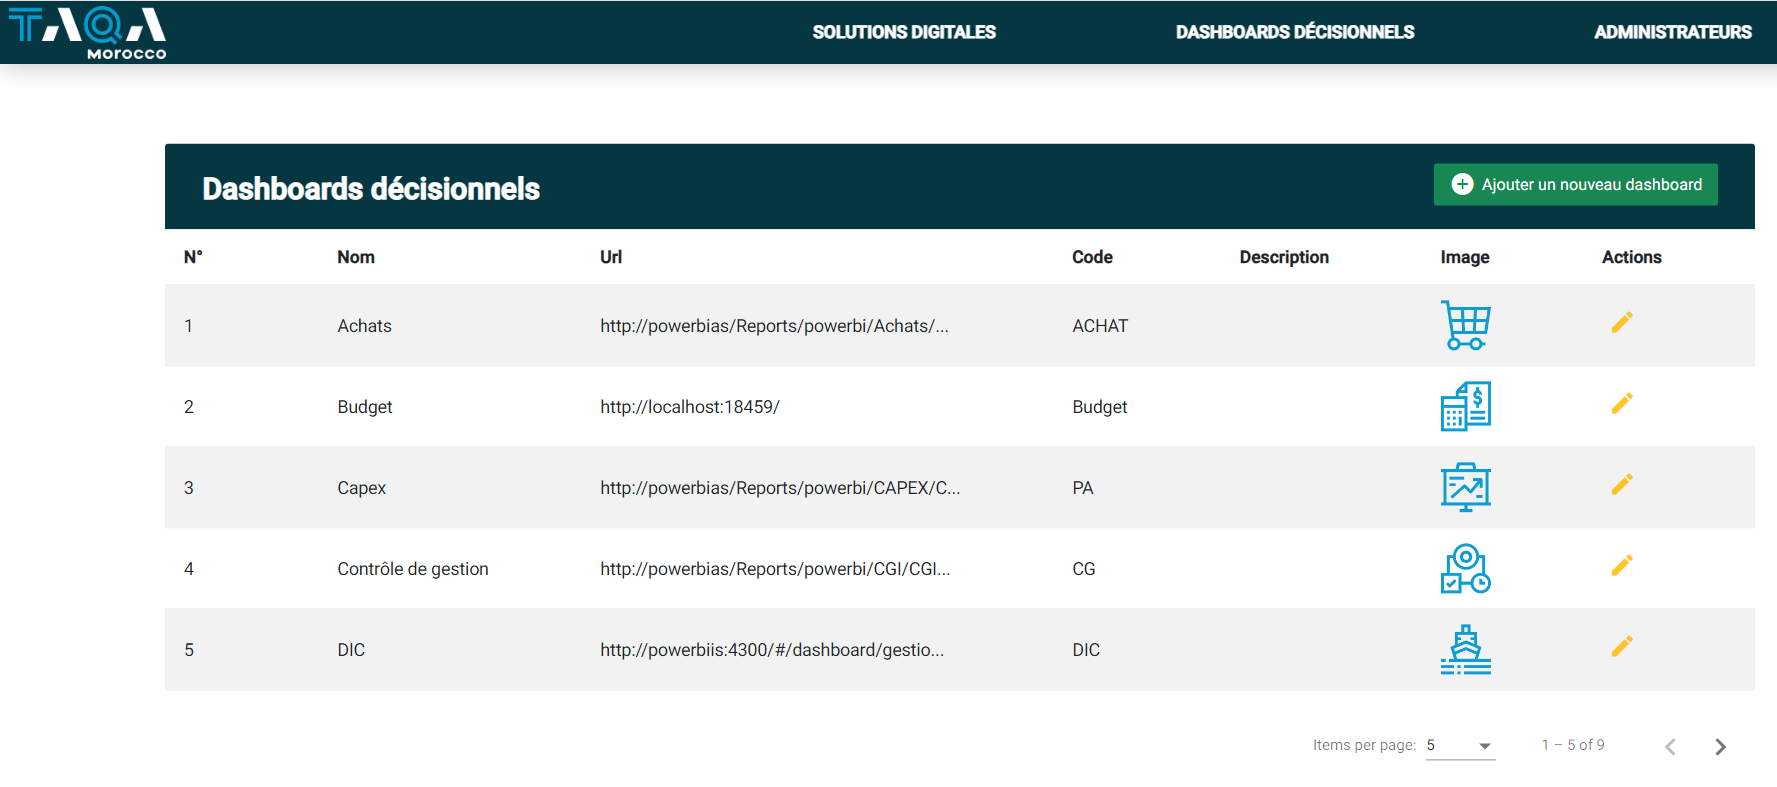 TAQA
Morocco
SOLUTIONS DIGITALES DASHBOARDS DÉCISIONNELS ADMINISTRATEURS
Dashboards décisionnels
Ajouter un nouveau dashboard
N° Nom Url Code Description Image Actions
1 Achats http://powerbias/Reports/powerbi/Achats/... ACHAT
2 Budget http://localhost:18459/ Budget
3 Capex http://powerbias/Reports/powerbi/CAPEX/C... PA
4 Contrôle de gestion http://powerbias/Reports/powerbi/CGI/CGI... CG
5 DIC http://powerbiis:4300/#/dashboard/gestio... DIC
Items per page: 5 1 – 5 of 9